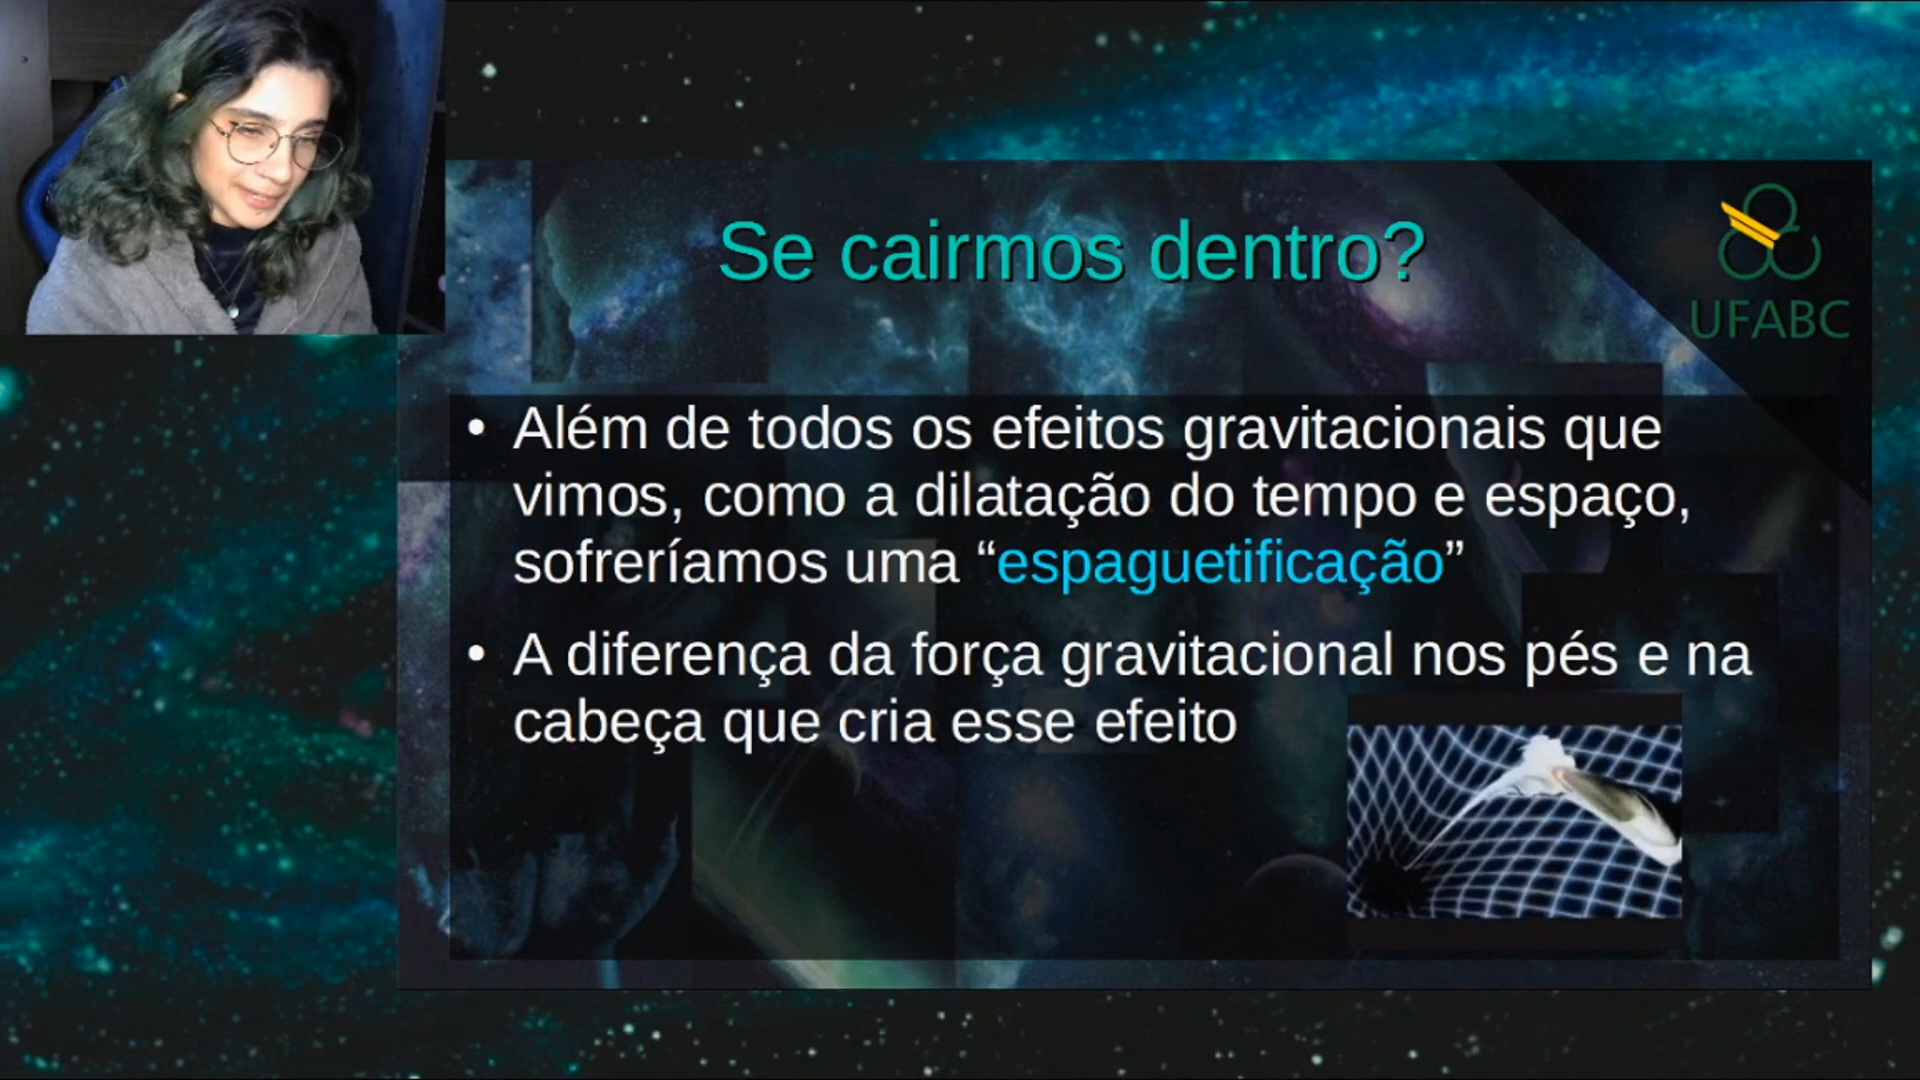 Se cairmos dentro?
UFABC
• Além de todos os efeitos gravitacionais que
vimos, como a dilatação do tempo e espaço,
sofreríamos uma “espaguetificação”
• A diferença da força gravitacional nos pés e na
cabeça que cria esse efeito